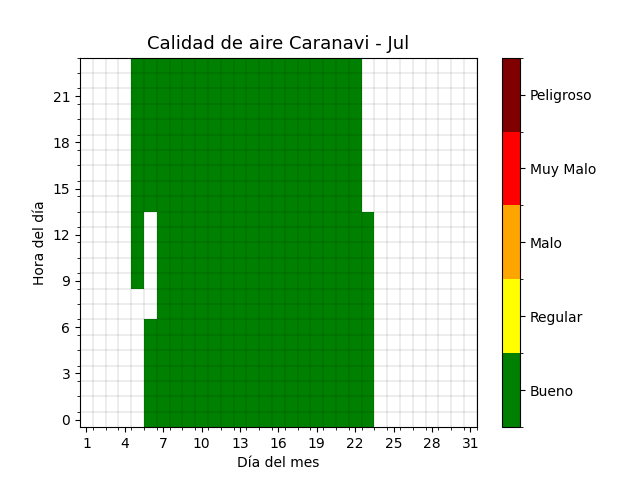 Calidad de aire Caranavi - Jul
Hora del día
21
18
15
12
9
6
3
0
1 4 7 10 13 16 19 22 25 28 31
Día del mes
Peligroso
Muy Malo
Malo
Regular
Bueno